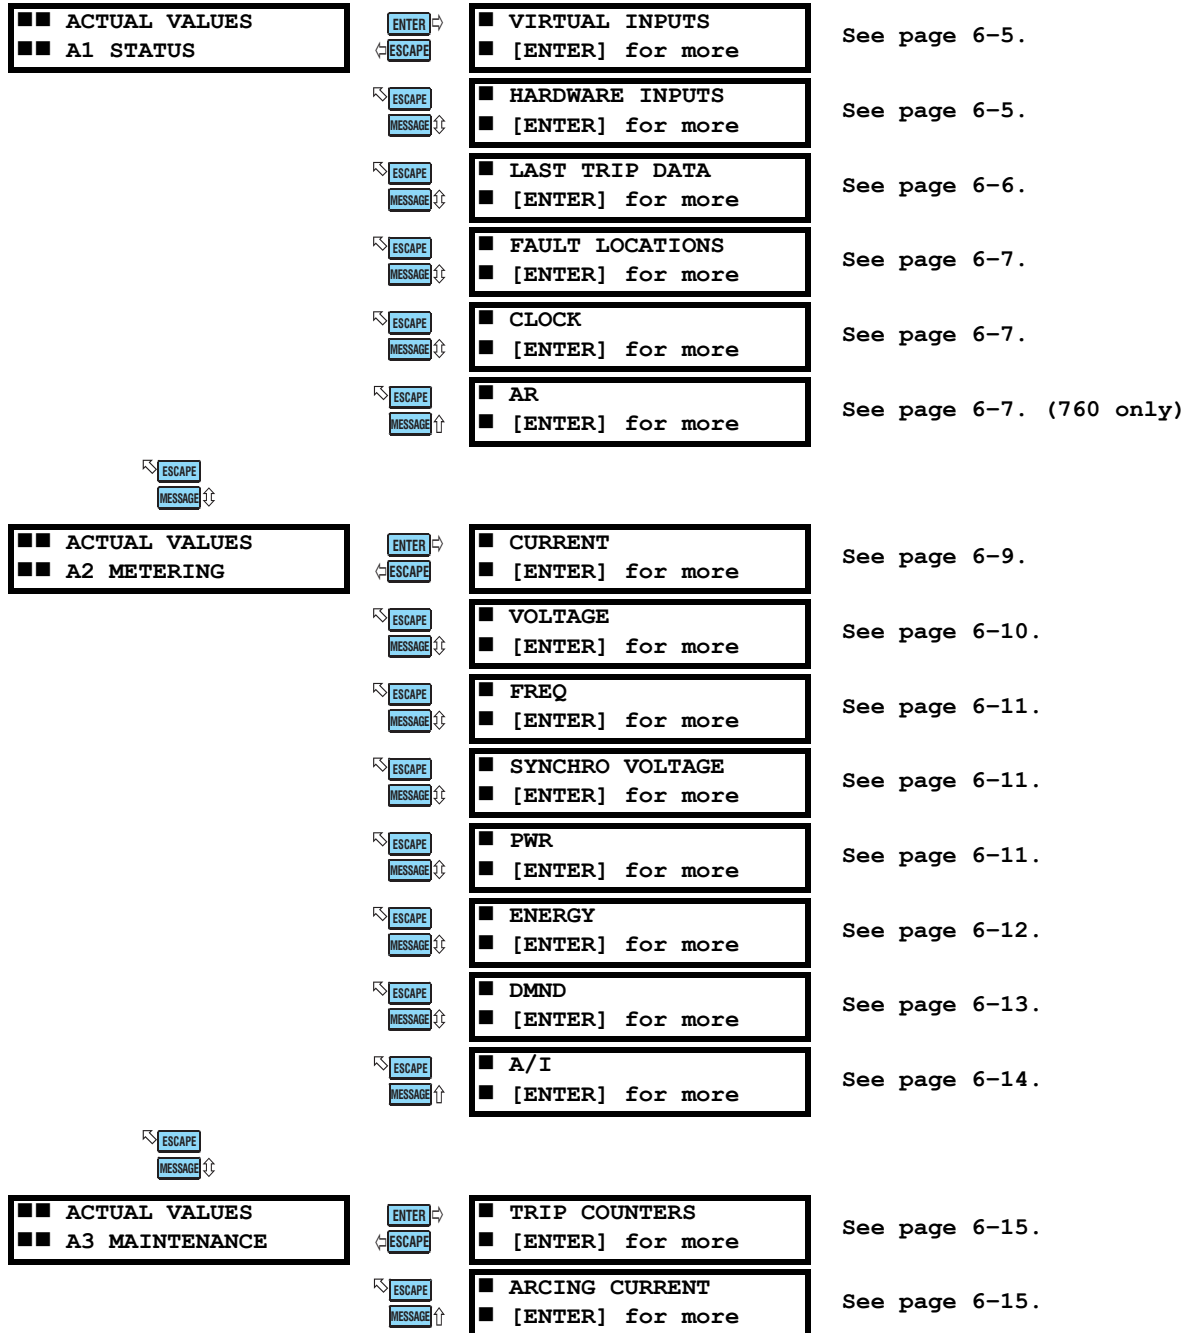 ■■ ACTUAL VALUES
■■ A1 STATUS
ENTER
ESCAPE
■ VIRTUAL INPUTS
■ [ENTER] for more
See page 6-5.
ESCAPE
MESSAGE
■ HARDWARE INPUTS
■ [ENTER] for more
See page 6-5.
ESCAPE
MESSAGE
■ LAST TRIP DATA
■ [ENTER] for more
See page 6-6.
ESCAPE
MESSAGE
■ FAULT LOCATIONS
■ [ENTER] for more
See page 6-7.
ESCAPE
MESSAGE
■ CLOCK
■ [ENTER] for more
See page 6-7.
ESCAPE
MESSAGE
■ AR
■ [ENTER] for more
See page 6-7. (760 only)
ESCAPE
MESSAGE
■■ ACTUAL VALUES
■■ A2 METERING
ENTER
ESCAPE
■ CURRENT
■ [ENTER] for more
See page 6-9.
ESCAPE
MESSAGE
■ VOLTAGE
■ [ENTER] for more
See page 6-10.
ESCAPE
MESSAGE
■ FREQ
■ [ENTER] for more
See page 6-11.
ESCAPE
MESSAGE
■ SYNCHRO VOLTAGE
■ [ENTER] for more
See page 6-11.
ESCAPE
MESSAGE
■ PWR
■ [ENTER] for more
See page 6-11.
ESCAPE
MESSAGE
■ ENERGY
■ [ENTER] for more
See page 6-12.
ESCAPE
MESSAGE
■ DMND
■ [ENTER] for more
See page 6-13.
ESCAPE
MESSAGE
■ A/I
■ [ENTER] for more
See page 6-14.
ESCAPE
MESSAGE
■■ ACTUAL VALUES
■■ A3 MAINTENANCE
ENTER
ESCAPE
■ TRIP COUNTERS
■ [ENTER] for more
See page 6-15.
ESCAPE
MESSAGE
■ ARCING CURRENT
■ [ENTER] for more
See page 6-15.